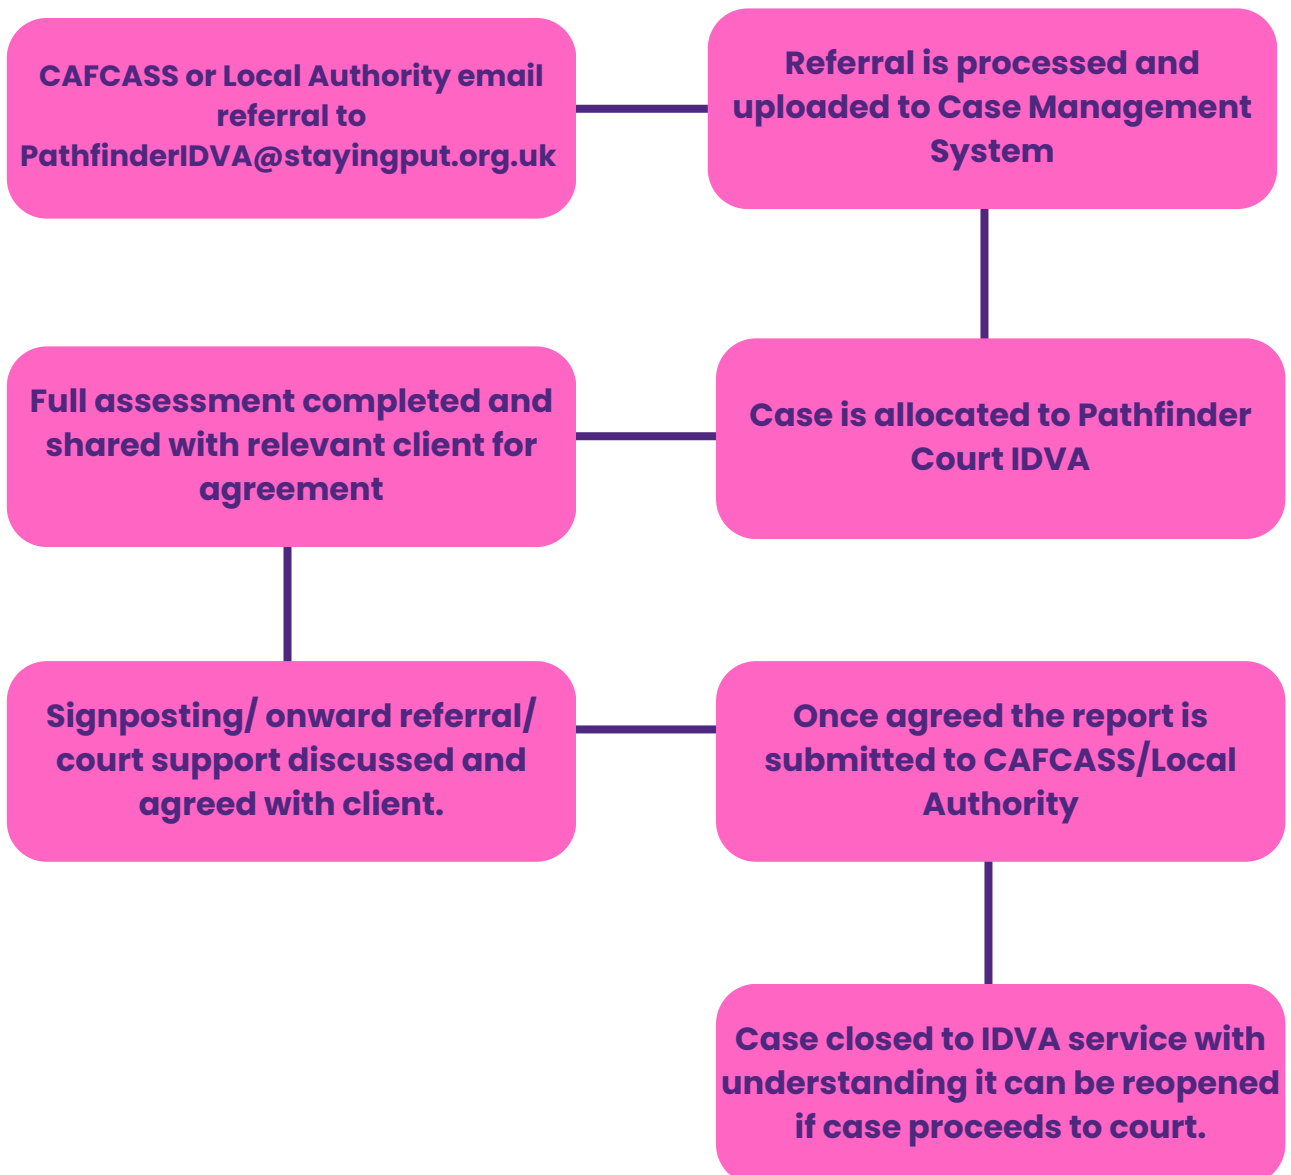 CAFCASS or Local Authority email
referral to
PathfinderIDVA@stayingput.org.uk
Referral is processed and
uploaded to Case Management
System
Case is allocated to Pathfinder
Court IDVA
Full assessment completed and
shared with relevant client for
agreement
Signposting/ onward referral/
court support discussed and
agreed with client.
Once agreed the report is
submitted to CAFCASS/Local
Authority
Case closed to IDVA service with
understanding it can be reopened
if case proceeds to court.